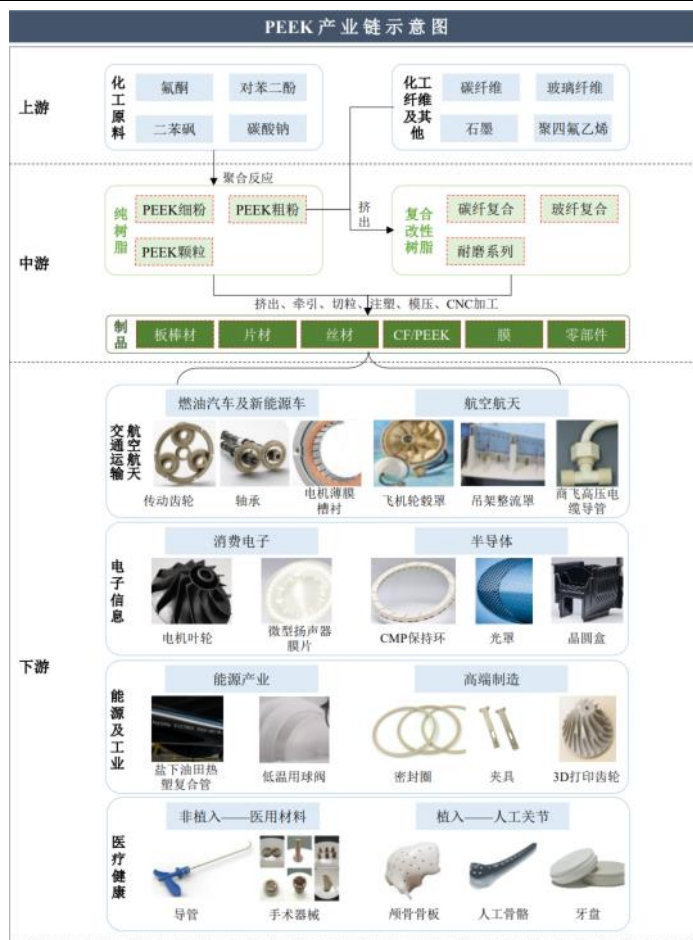 PEEK 产业链示意图
上游
化工原料
氟酮
对苯二酚
二苯砜
碳酸钠
化工纤维及其他
碳纤维
玻璃纤维
石墨
聚四氟乙烯
聚合反应
中游
纯树脂
PEEK细粉
PEEK粗粉
PEEK颗粒
挤出
复合改性树脂
碳纤复合
玻纤复合
耐磨系列
挤出、牵引、切粒、注塑、模压、CNC加工
制品
板棒材
片材
丝材
CF/PEEK
膜
零部件
下游
交通运输
航空航天
燃油汽车及新能源车
航空航天
传动齿轮
轴承
电机薄膜
槽衬
飞机轮毂罩
吊架整流罩
商飞高压电
缆导管
电子信息
消费电子
半导体
电机叶轮
微型扬声器
膜片
CMP保持环
光罩
晶圆盒
能源及工业
能源产业
高端制造
盐下油田热
塑复合管
低温用球阀
密封圈
夹具
3D打印齿轮
医疗健康
非植入——医用材料
植入——人工关节
导管
手术器械
颅骨骨板
人工骨骼
牙盘